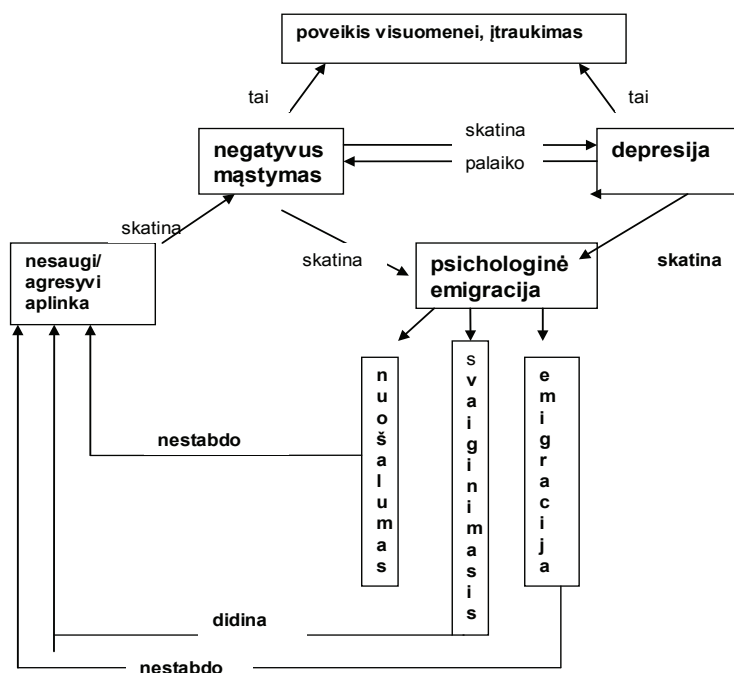 poveikis visuomenei, įtraukimas
tai
tai
negatyvus
mąstymas
skatina
palaiko
depresija
skatina
nesaugi/
agresyvi
aplinka
skatina
psichologinė
emigracija
skatina
nuošalumas
svaiginimasis
emigracija
nestabdo
didina
nestabdo